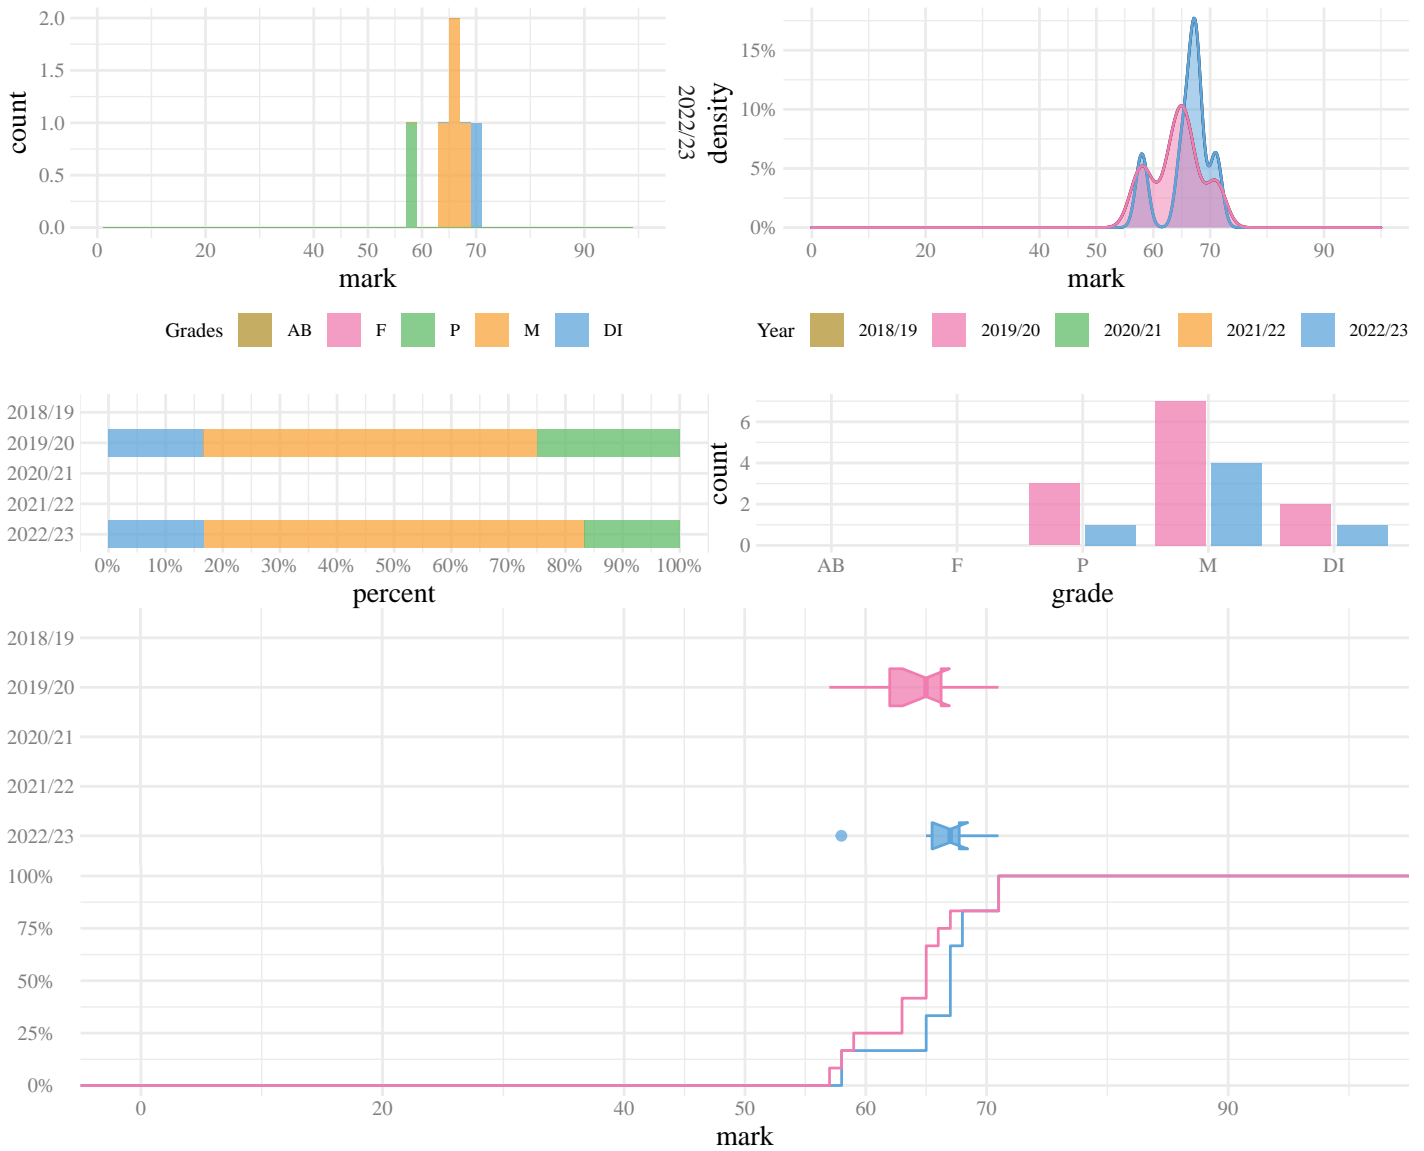 2.0
1.5
1.0
0.5
0.0
count
0 20 40 50 60 70 90
mark
2022/23
15%
10%
5%
0%
density
0 20 40 50 60 70 90
mark
Grades AB F P M DI
Year 2018/19 2019/20 2020/21 2021/22 2022/23
2018/19
2019/20
2020/21
2021/22
2022/23
0% 10% 20% 30% 40% 50% 60% 70% 80% 90% 100%
percent
6
4
2
0
count
AB F P M DI
grade
2018/19
2019/20
2020/21
2021/22
2022/23
100%
75%
50%
25%
0%
0 20 40 50 60 70 90
mark